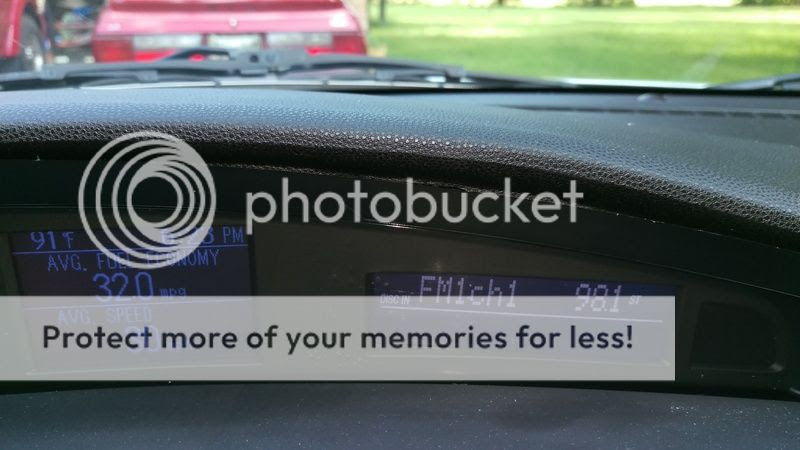 photobucket
91°F
PM
AVG. FUEL ECONOMY
32.0 mpg
DISC IN FM1ch1 98.1 ST
AVG. SPEED
Protect more of your memories for less!